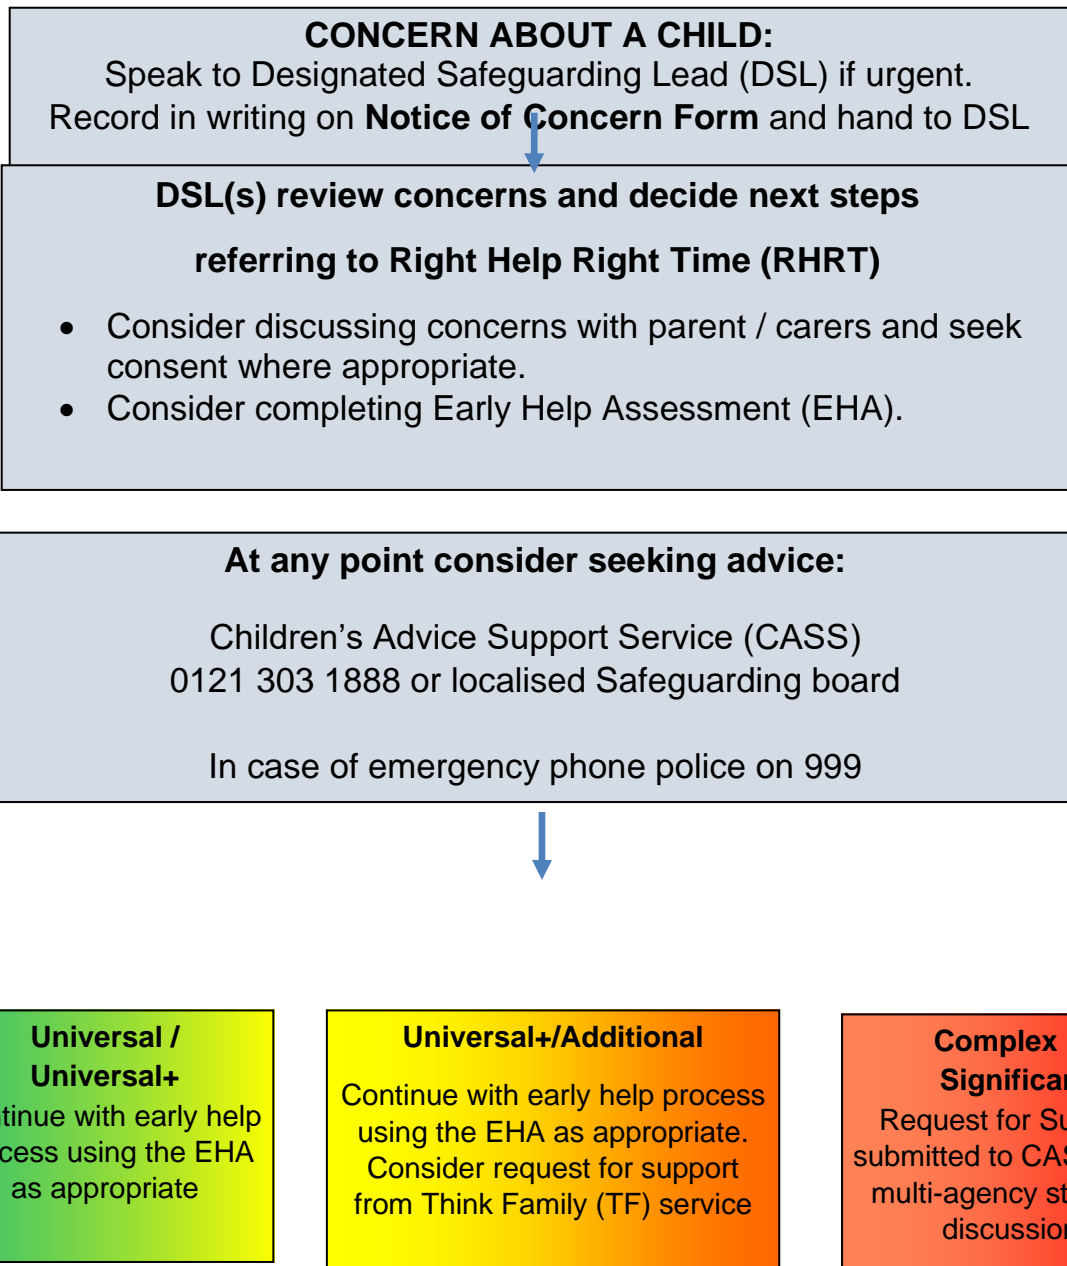 CONCERN ABOUT A CHILD:
Speak to Designated Safeguarding Lead (DSL) if urgent.
Record in writing on Notice of Concern Form and hand to DSL
DSL(s) review concerns and decide next steps
referring to Right Help Right Time (RHRT)
• Consider discussing concerns with parent / carers and seek
consent where appropriate.
• Consider completing Early Help Assessment (EHA).
At any point consider seeking advice:
Children's Advice Support Service (CASS)
0121 303 1888 or localised Safeguarding board
In case of emergency phone police on 999
Universal /
Universal+
with early help
using the EHA
as appropriate
Universal+/Additional
Continue with early help process
using the EHA as appropriate.
Consider request for support
from Think Family (TF) service
Complex
Request for
submitted to
multi-agency